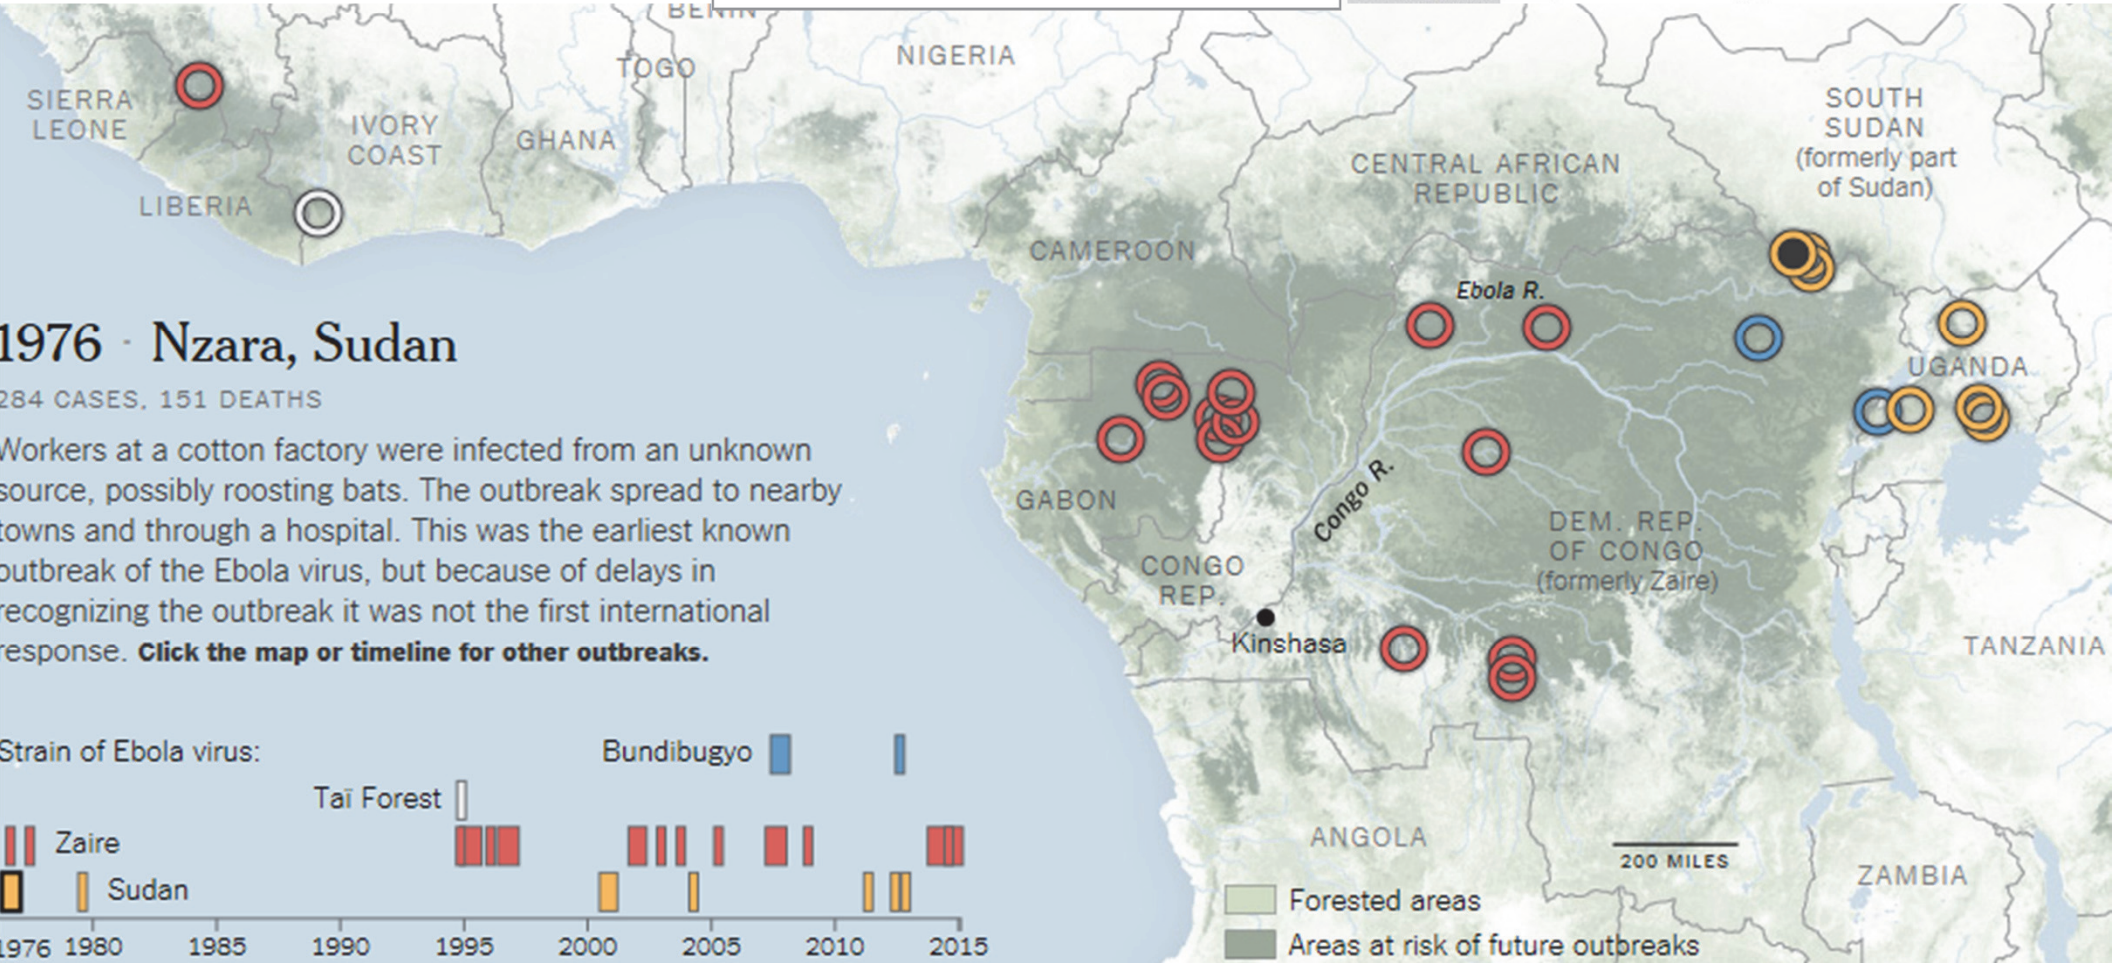 BENIN
NIGERIA
TOGO
SIERRA
LEONE
IVORY
COAST
GHANA
LIBERIA
SOUTH
SUDAN
(formerly part
of Sudan)
CENTRAL AFRICAN
REPUBLIC
CAMEROON
Ebola R.
UGANDA
GABON
Congo R.
DEM. REP.
OF CONGO
(formerly Zaire)
CONGO
REP.
Kinshasa
TANZANIA
ANGOLA
200 MILES
ZAMBIA
Forested areas
Areas at risk of future outbreaks
1976 · Nzara, Sudan
284 CASES, 151 DEATHS
Workers at a cotton factory were infected from an unknown
source, possibly roosting bats. The outbreak spread to nearby
towns and through a hospital. This was the earliest known
outbreak of the Ebola virus, but because of delays in
recognizing the outbreak it was not the first international
response. Click the map or timeline for other outbreaks.
Strain of Ebola virus:
Bundibugyo
Taï Forest
Zaire
Sudan
1976 1980 1985 1990 1995 2000 2005 2010 2015